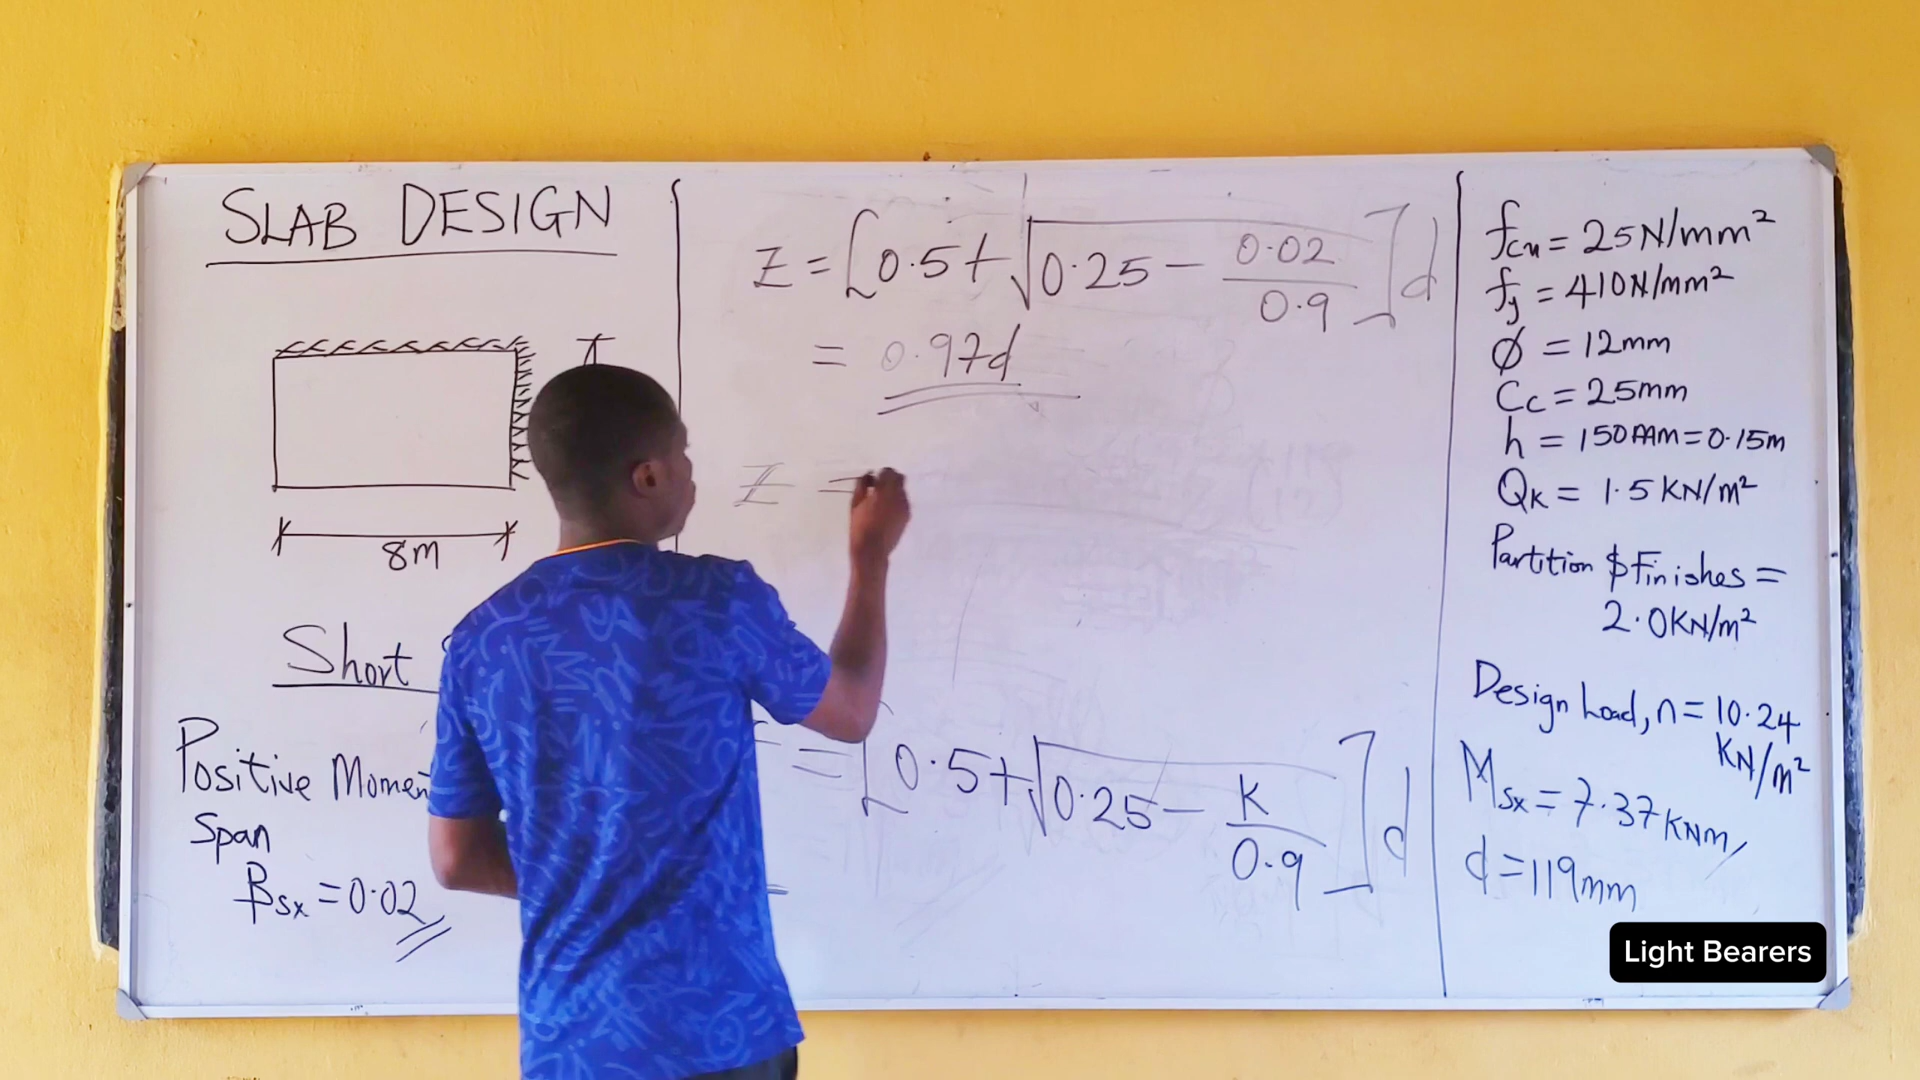 SLAB DESIGN
8m
Short
Positive Momen
Span
βsx = 0.02
Z = [0.5 + √(0.25 - 0.02/0.9)] d
= 0.97d
Z =
= [0.5 + √(0.25 - K/0.9)] d
fcu = 25N/mm²
fy = 410N/mm²
ϕ = 12mm
Cc = 25mm
h = 150mm = 0.15m
QK = 1.5 KN/m²
Partition & Finishes =
2.0KN/m²
Design Load, n = 10.24
KN/m²
Msx = 7.37KNm
d = 119mm
Light Bearers